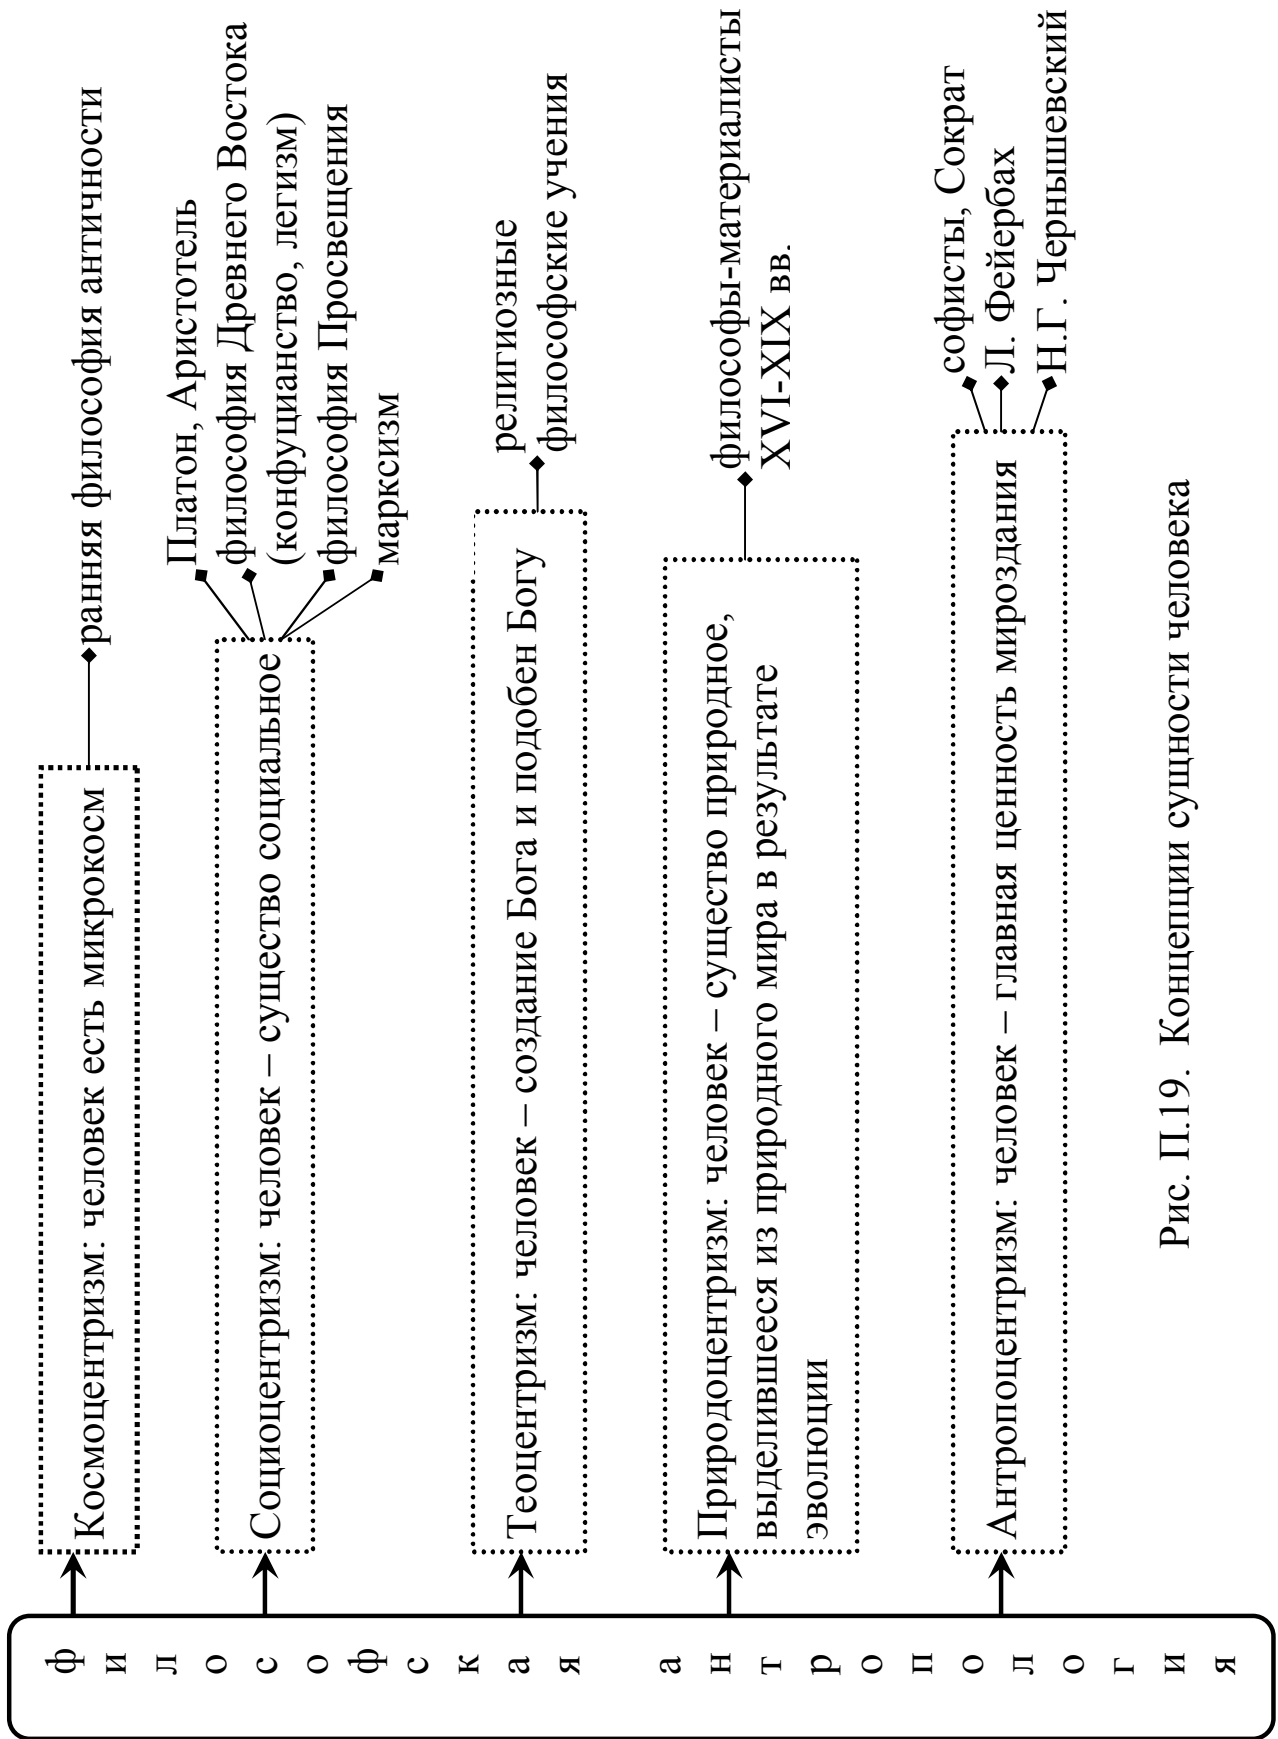 философская антропология
Космоцентризм: человек есть микрокосм
ранняя философия античности
Социоцентризм: человек – существо социальное
Платон, Аристотель
философия Древнего Востока
(конфуцианство, легизм)
философия Просвещения
марксизм
Теоцентризм: человек – создание Бога и подобен Богу
религиозные
философские учения
Природоцентризм: человек – существо природное,
выделившееся из природного мира в результате
эволюции
философы-материалисты
XVI-XIX вв.
Антропоцентризм: человек – главная ценность мироздания
софисты, Сократ
Л. Фейербах
Н.Г. Чернышевский
Рис. П.19. Концепции сущности человека